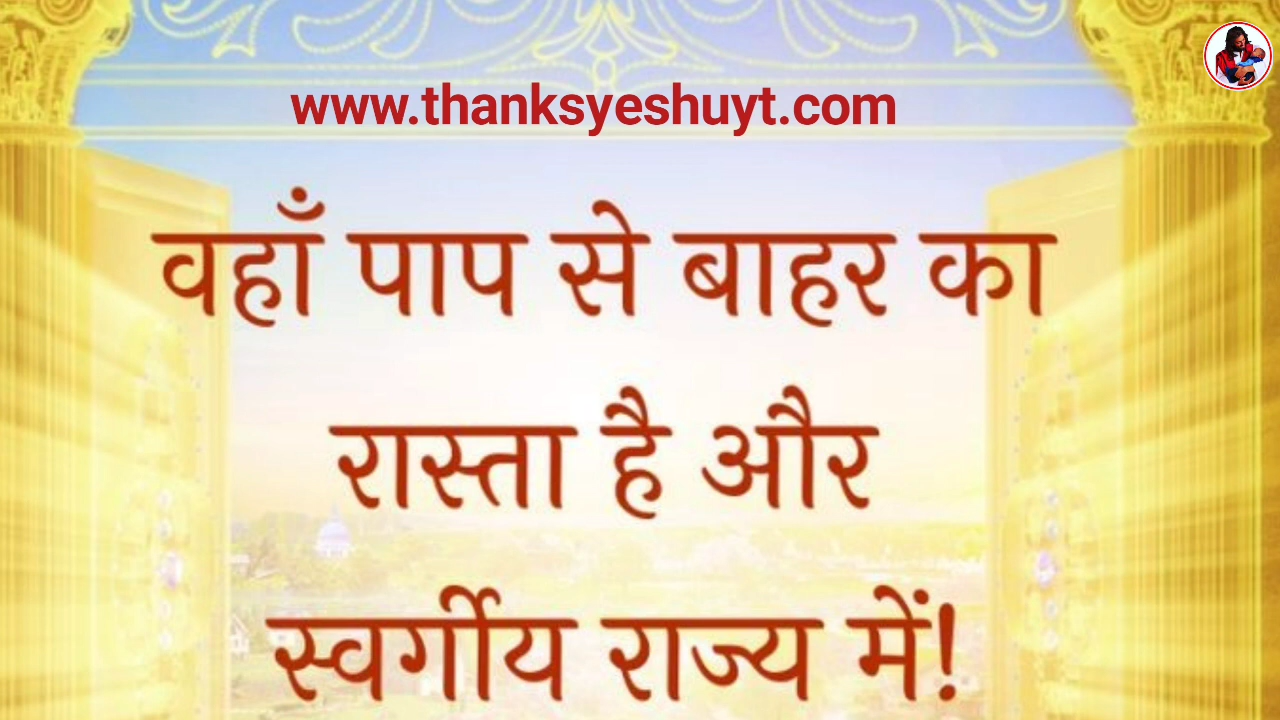 www.thanksyeshuyt.com
वहाँ पाप से बाहर का
रास्ता है और
स्वर्गीय राज्य में!